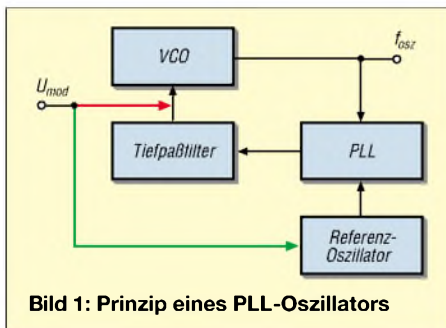 VCO
f_osz
U_mod
Tiefpaßfilter
PLL
Referenz-
Oszillator
Bild 1: Prinzip eines PLL-Oszillators